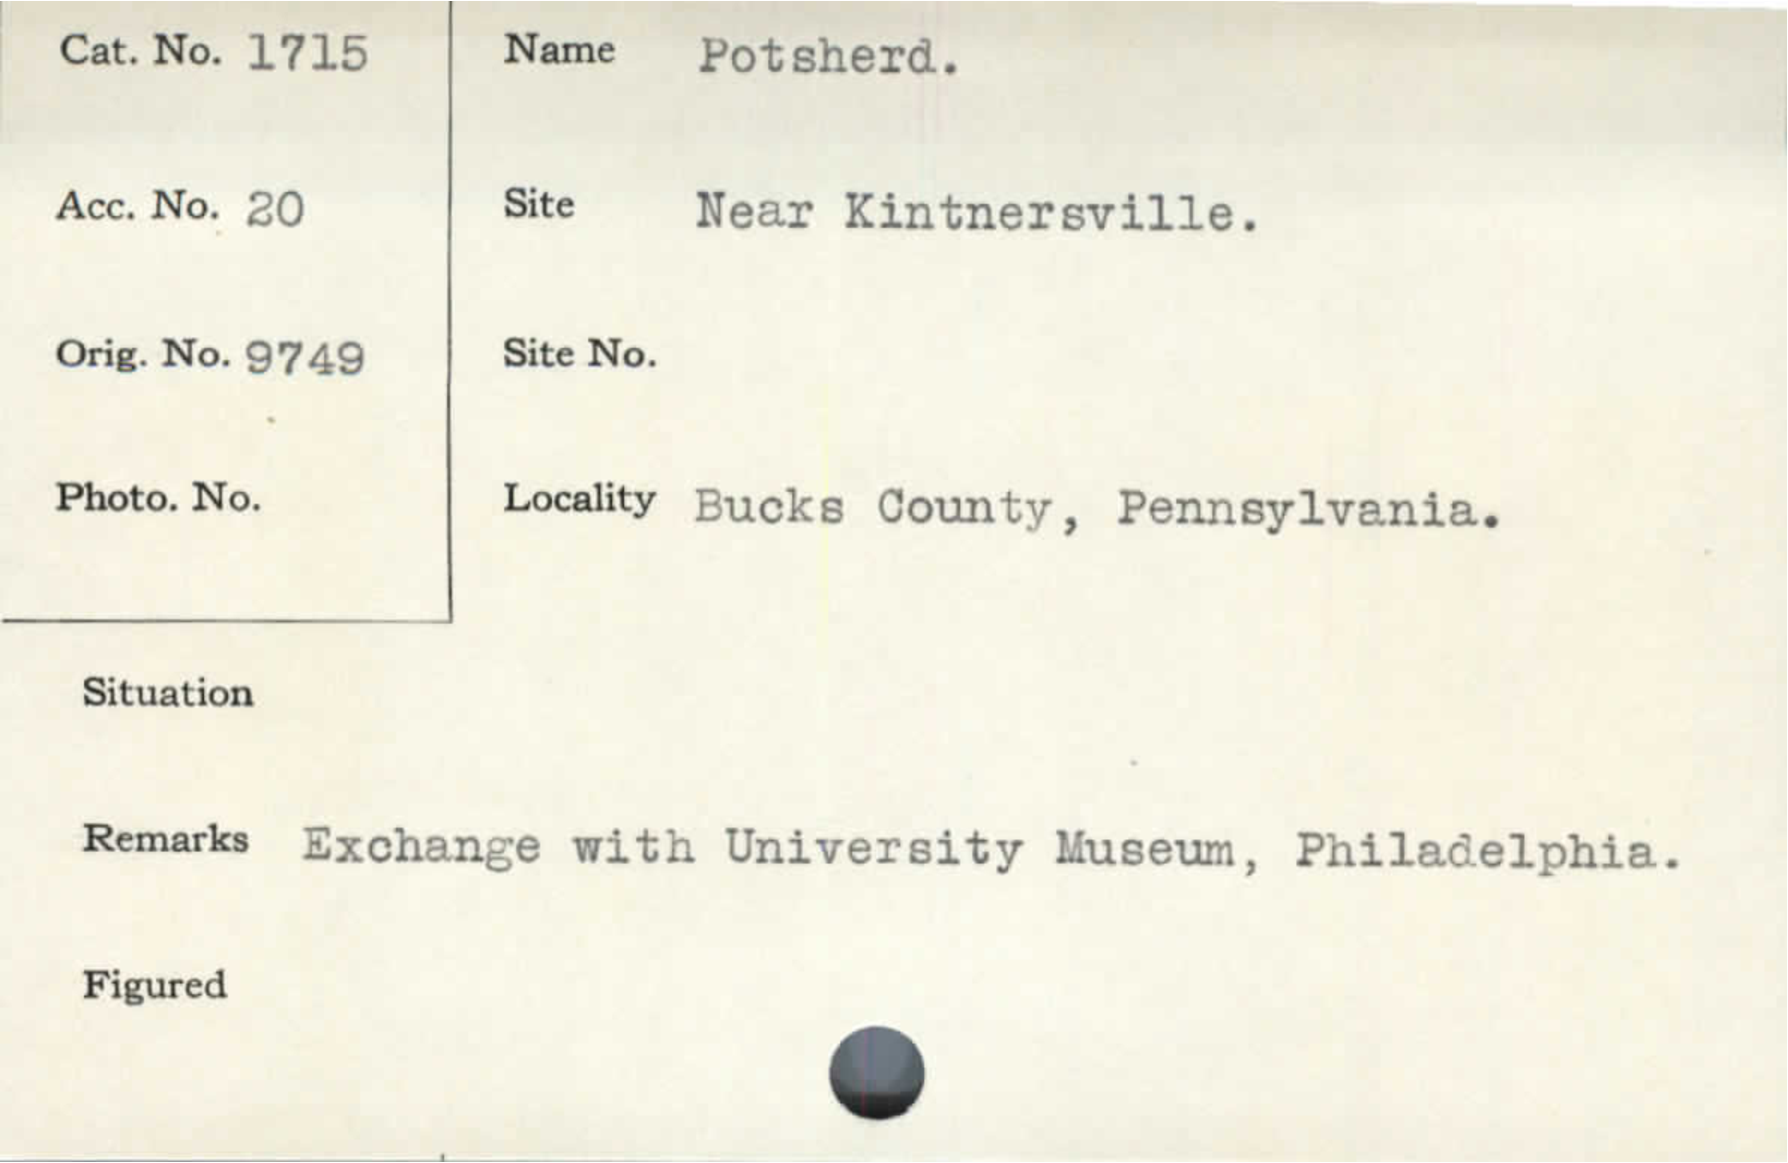 Cat. No. 1715
Name Potsherd.
Acc. No. 20
Site Near Kintnersville.
Orig. No. 9749
Site No.
Photo. No.
Locality Bucks County, Pennsylvania.
Situation
Remarks Exchange with University Museum, Philadelphia.
Figured